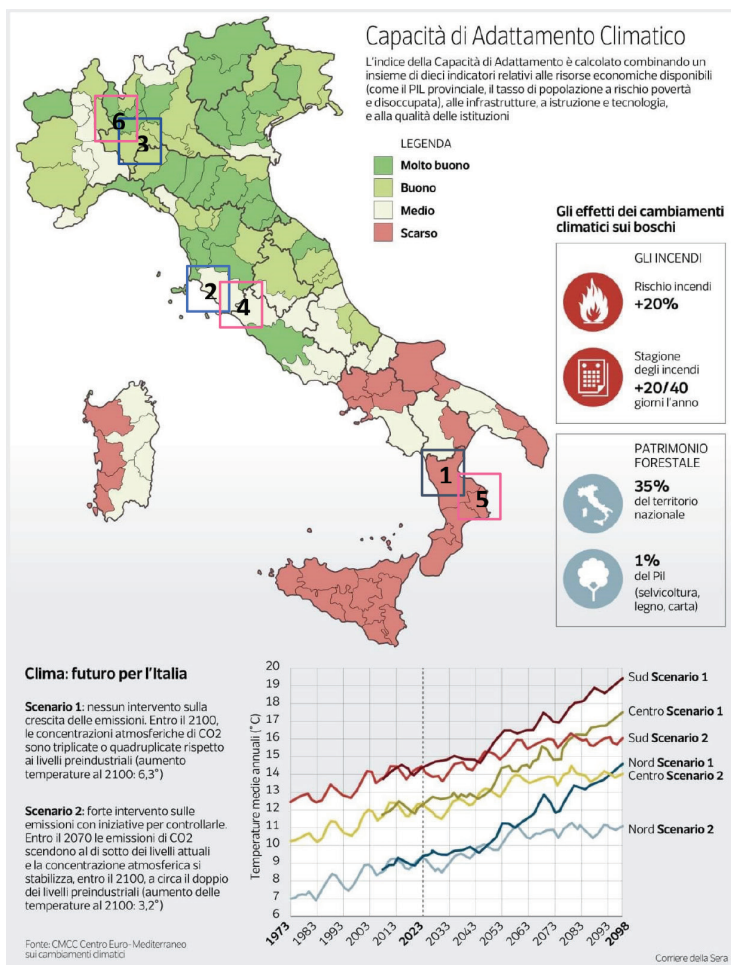 Capacità di Adattamento Climatico
L'indice della Capacità di Adattamento è calcolato combinando un
insieme di dieci indicatori relativi alle risorse economiche disponibili
(come il PIL provinciale, il tasso di popolazione a rischio povertà
e disoccupata), alle infrastrutture, a istruzione e tecnologia,
e alla qualità delle istituzioni
LEGENDA
Molto buono
Buono
Medio
Scarso
6
3
2
4
1
5
Gli effetti dei cambiamenti
climatici sui boschi
GLI INCENDI
Rischio incendi
+20%
Stagione
degli incendi
+20/40
giorni l'anno
PATRIMONIO
FORESTALE
35%
del territorio
nazionale
1%
del Pil
(selvicoltura,
legno, carta)
Clima: futuro per l'Italia
Scenario 1: nessun intervento sulla
crescita delle emissioni. Entro il 2100,
le concentrazioni atmosferiche di CO2
sono triplicate o quadruplicate rispetto
ai livelli preindustriali (aumento
temperature al 2100: 6,3°)
Scenario 2: forte intervento sulle
emissioni con iniziative per controllarle.
Entro il 2070 le emissioni di CO2
scendono al di sotto dei livelli attuali
e la concentrazione atmosferica si
stabilizza, entro il 2100, a circa il doppio
dei livelli preindustriali (aumento delle
temperature al 2100: 3,2°)
Fonte: CMCC Centro Euro-Mediterraneo
sui cambiamenti climatici
Temperature medie annuali (°C)
20
19
18
17
16
15
14
13
12
11
10
9
8
7
6
1973
1983
1993
2003
2013
2023
2033
2043
2053
2063
2073
2083
2093
2098
Sud Scenario 1
Centro Scenario 1
Sud Scenario 2
Nord Scenario 1
Centro Scenario 2
Nord Scenario 2
Corriere della Sera